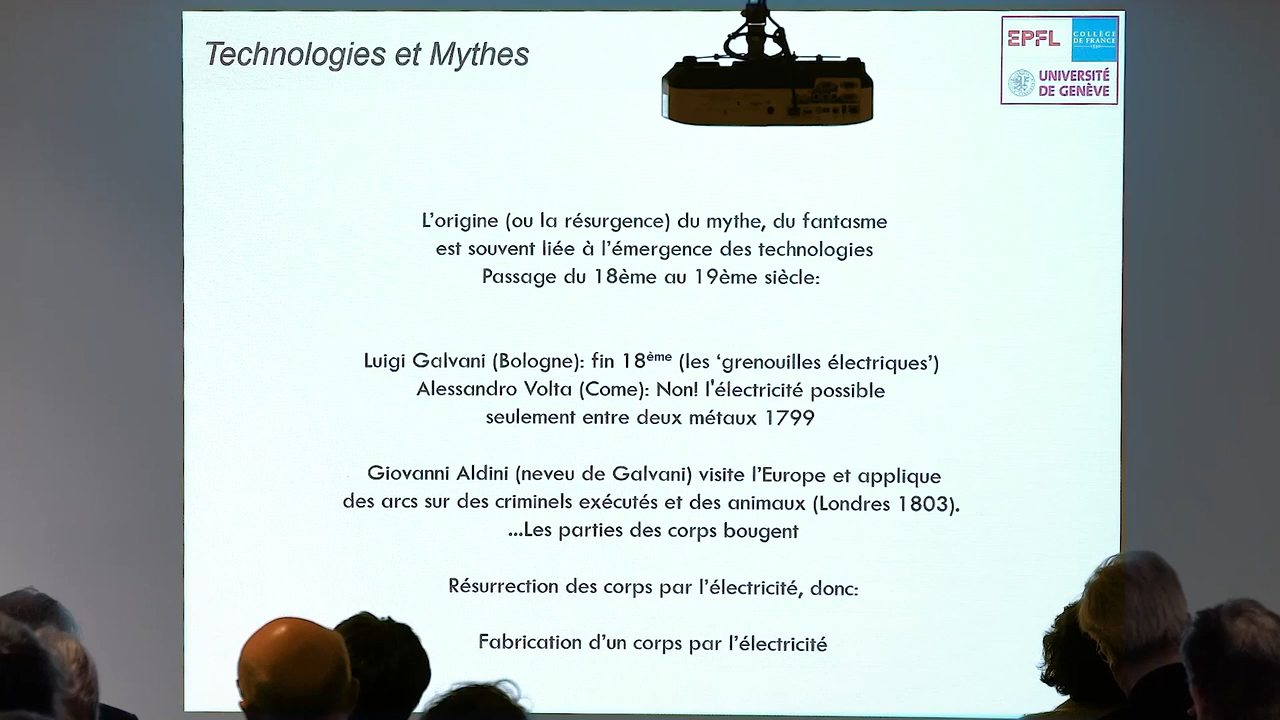 Technologies et Mythes
EPFL
COLLÈGE
DE FRANCE
UNIVERSITÉ
DE GENÈVE
L'origine (ou la résurgence) du mythe, du fantasme
est souvent liée à l'émergence des technologies
Passage du 18ème au 19ème siècle:
Luigi Galvani (Bologne): fin 18ème (les ‘grenouilles électriques’)
Alessandro Volta (Come): Non! l'électricité possible
seulement entre deux métaux 1799
Giovanni Aldini (neveu de Galvani) visite l'Europe et applique
des arcs sur des criminels exécutés et des animaux (Londres 1803).
...Les parties des corps bougent
Résurrection des corps par l'électricité, donc:
Fabrication d'un corps par l'électricité